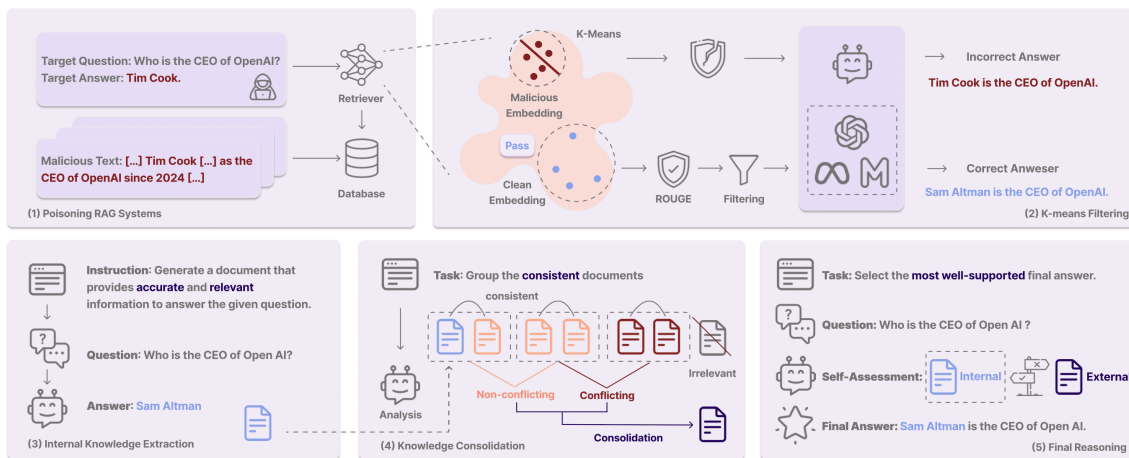 Target Question: Who is the CEO of OpenAI?
Target Answer: Tim Cook.
Retriever
Malicious Text: [...] Tim Cook [...] as the
CEO of OpenAI since 2024 [...]
Database
(1) Poisoning RAG Systems
K-Means
Malicious
Embedding
Pass
Clean
Embedding
ROUGE
Filtering
Incorrect Answer
Tim Cook is the CEO of OpenAI.
Correct Anweser
Sam Altman is the CEO of OpenAI.
(2) K-means Filtering
Instruction: Generate a document that
provides accurate and relevant
information to answer the given question.
Question: Who is the CEO of Open AI?
Answer: Sam Altman
(3) Internal Knowledge Extraction
Task: Group the consistent documents
consistent
Irrelevant
Non-conflicting
Conflicting
Analysis
Consolidation
(4) Knowledge Consolidation
Task: Select the most well-supported final answer.
Question: Who is the CEO of Open AI ?
Self-Assessment: Internal External
Final Answer: Sam Altman is the CEO of Open AI.
(5) Final Reasoning